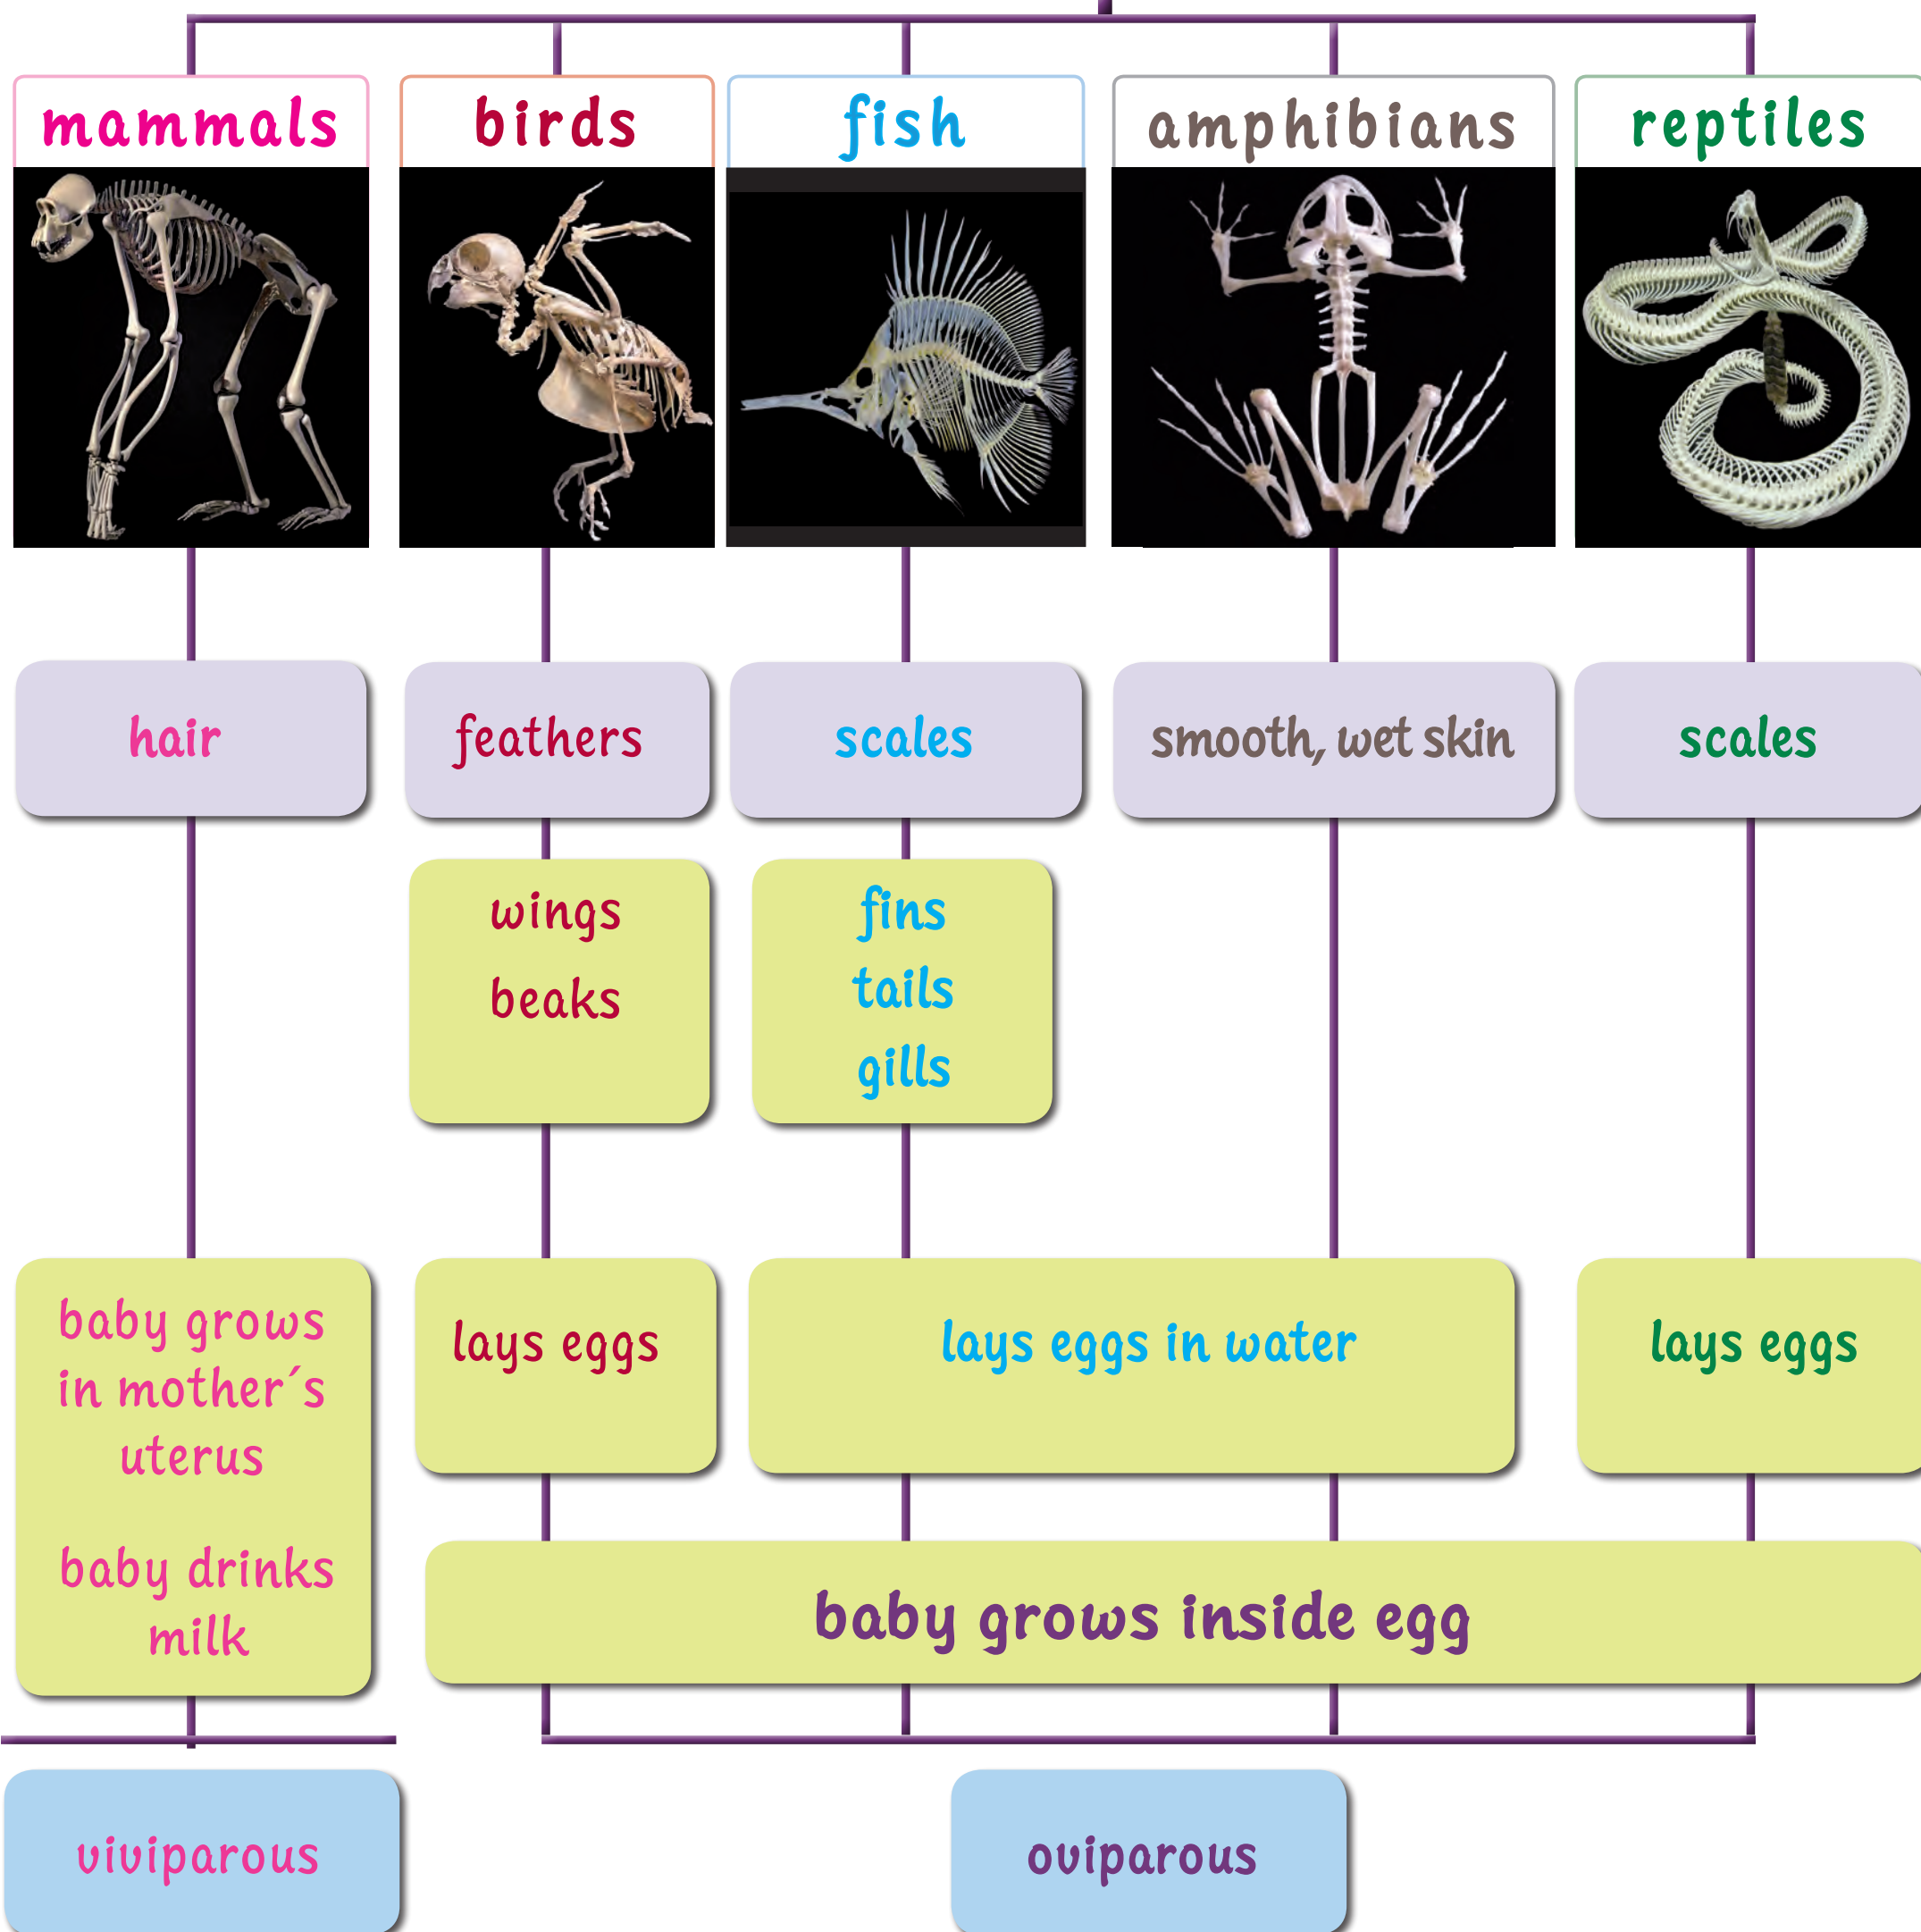 mammals
birds
fish
amphibians
reptiles
hair
feathers
scales
smooth, wet skin
scales
wings
beaks
fins
tails
gills
baby grows
in mother´s
uterus
baby drinks
milk
lays eggs
lays eggs in water
lays eggs
baby grows inside egg
viviparous
oviparous